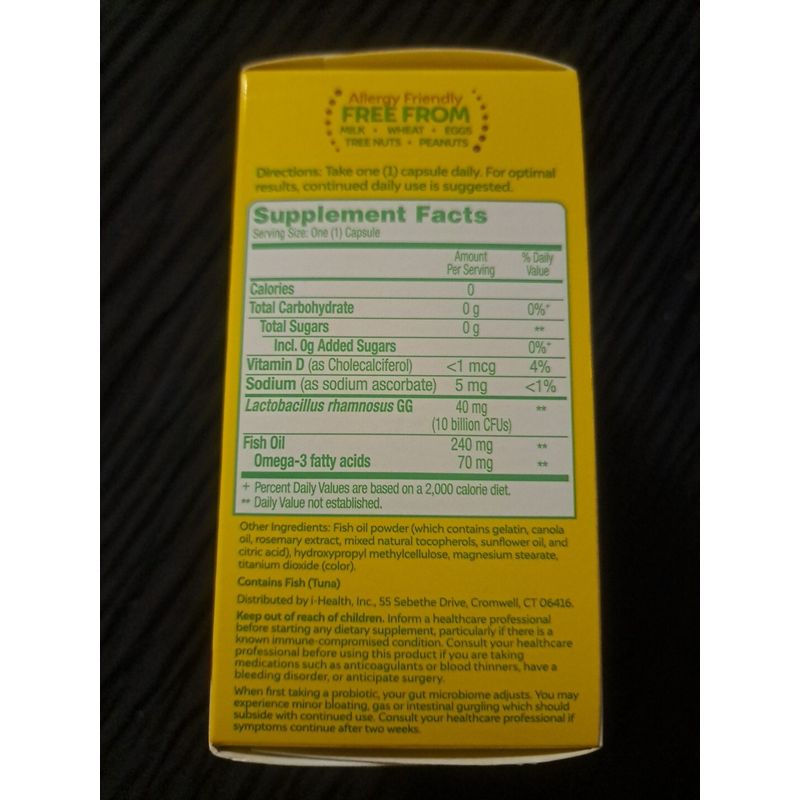 Allergy Friendly
FREE FROM
MILK • WHEAT • EGGS
TREE NUTS • PEANUTS
Directions: Take one (1) capsule daily. For optimal
results, continued daily use is suggested.
Supplement Facts
Serving Size: One (1) Capsule
Amount Per Serving % Daily Value
Calories 0
Total Carbohydrate 0 g 0%+
Total Sugars 0 g **
Incl. 0g Added Sugars 0%+
Vitamin D (as Cholecalciferol) <1 mcg 4%
Sodium (as sodium ascorbate) 5 mg <1%
Lactobacillus rhamnosus GG 40 mg **
(10 billion CFUs)
Fish Oil 240 mg **
Omega-3 fatty acids 70 mg **
+ Percent Daily Values are based on a 2,000 calorie diet.
** Daily Value not established.
Other Ingredients: Fish oil powder (which contains gelatin, canola
oil, rosemary extract, mixed natural tocopherols, sunflower oil, and
citric acid), hydroxypropyl methylcellulose, magnesium stearate,
titanium dioxide (color).
Contains Fish (Tuna)
Distributed by i-Health, Inc., 55 Sebethe Drive, Cromwell, CT 06416.
Keep out of reach of children. Inform a healthcare professional
before starting any dietary supplement, particularly if there is a
known immune-compromised condition. Consult your healthcare
professional before using this product if you are taking
medications such as anticoagulants or blood thinners, have a
bleeding disorder, or anticipate surgery.
When first taking a probiotic, your gut microbiome adjusts. You may
experience minor bloating, gas or intestinal gurgling which should
subside with continued use. Consult your healthcare professional if
symptoms continue after two weeks.